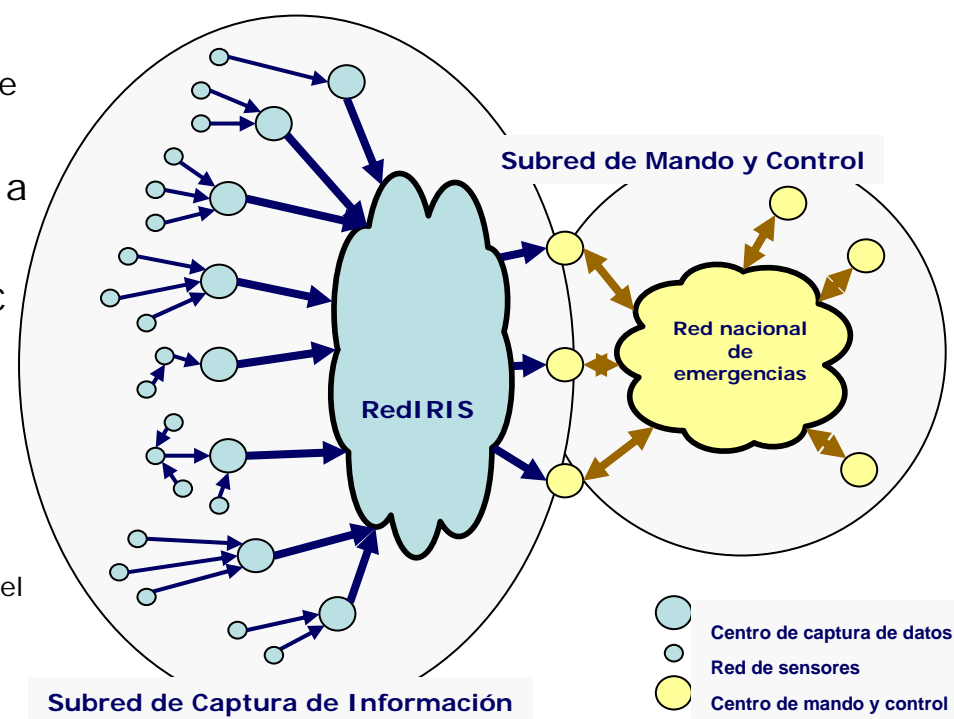 e
a
C
el
Subred de Mando y Control
Red nacional
de
emergencias
RedIRIS
Subred de Captura de Información
Centro de captura de datos
Red de sensores
Centro de mando y control